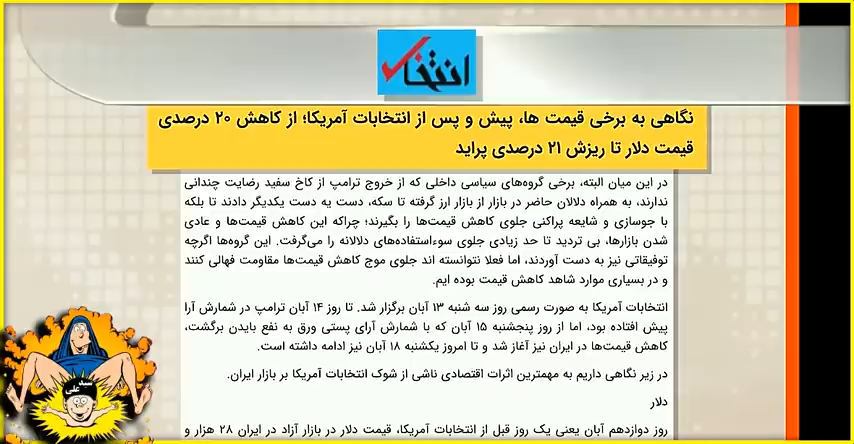 انتخاب
نگاهی به برخی قیمت ها، پیش و پس از انتخابات آمریکا؛ از کاهش ۲۰ درصدی
قیمت دلار تا ریزش ۲۱ درصدی پراید
در این میان البته، برخی گروه‌های سیاسی داخلی که از خروج ترامپ از کاخ سفید رضایت چندانی
ندارند، به همراه دلالان حاضر در بازار از بازار ارز گرفته تا سکه، دست یه دست یکدیگر دادند تا بلکه
با جوسازی و شایعه پراکنی جلوی کاهش قیمت‌ها را بگیرند؛ چراکه این کاهش قیمت‌ها و عادی
شدن بازارها، بی تردید تا حد زیادی جلوی سوءاستفاده‌های دلالانه را می‌گرفت. این گروه‌ها اگرچه
توفیقاتی نیز به دست آوردند، اما فعلا نتوانسته اند جلوی موج کاهش قیمت‌ها مقاومت فهالی کنند
و در بسیاری موارد شاهد کاهش قیمت بوده ایم.
انتخابات آمریکا به صورت رسمی روز سه شنبه ۱۳ آبان برگزار شد. تا روز ۱۴ آبان ترامپ در شمارش آرا
پیش افتاده بود، اما از روز پنجشنبه ۱۵ آبان که با شمارش آرای پستی ورق به نفع بایدن برگشت،
کاهش قیمت‌ها در ایران نیز آغاز شد و تا امروز یکشنبه ۱۸ آبان نیز ادامه داشته است.
در زیر نگاهی داریم به مهمترین اثرات اقتصادی ناشی از شوک انتخابات آمریکا بر بازار ایران.
دلار
روز دوازدهم آبان یعنی یک روز قبل از انتخابات آمریکا، قیمت دلار در بازار آزاد در ایران ۲۸ هزار و
سید
علی